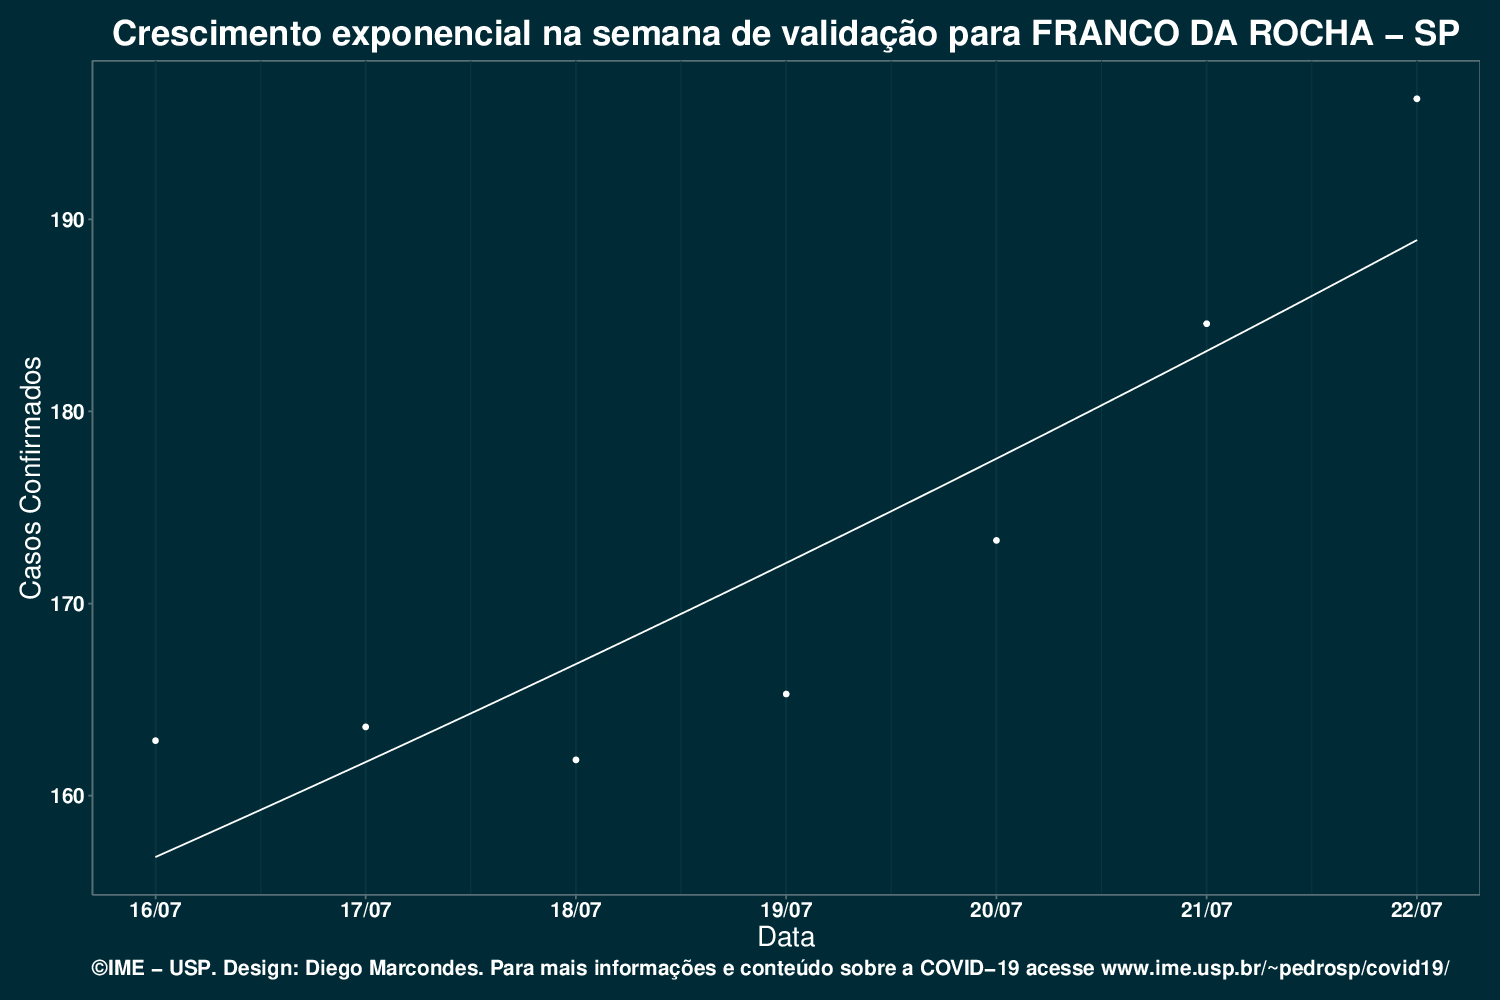 Crescimento exponencial na semana de validação para FRANCO DA ROCHA – SP
Casos Confirmados
190
180
170
160
16/07 17/07 18/07 19/07 20/07 21/07 22/07
Data
©IME – USP. Design: Diego Marcondes. Para mais informações e conteúdo sobre a COVID–19 acesse www.ime.usp.br/~pedrosp/covid19/